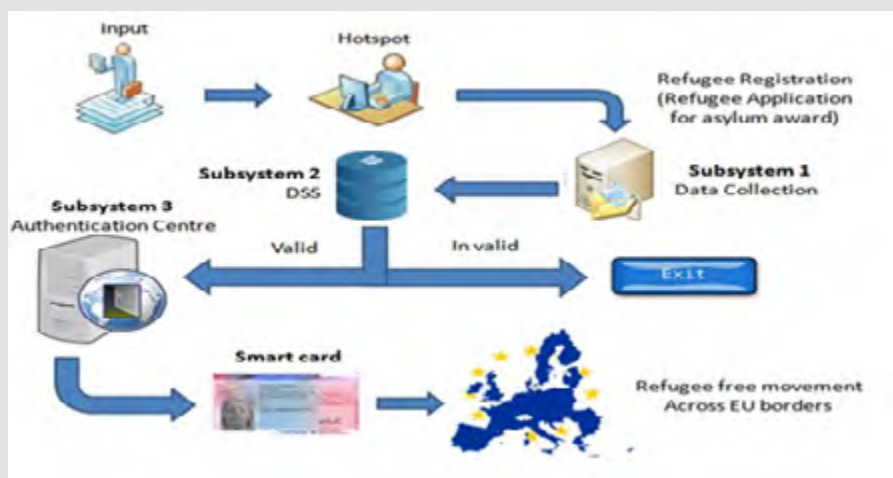 Input
Hotspot
Refugee Registration
(Refugee Application
for asylum award)
Subsystem 2
DSS
Subsystem 1
Data Collection
Subsyatem 3
Authentication Centre
Valid
In valid
Exit
Smart card
Refugee free movement
Across EU borders